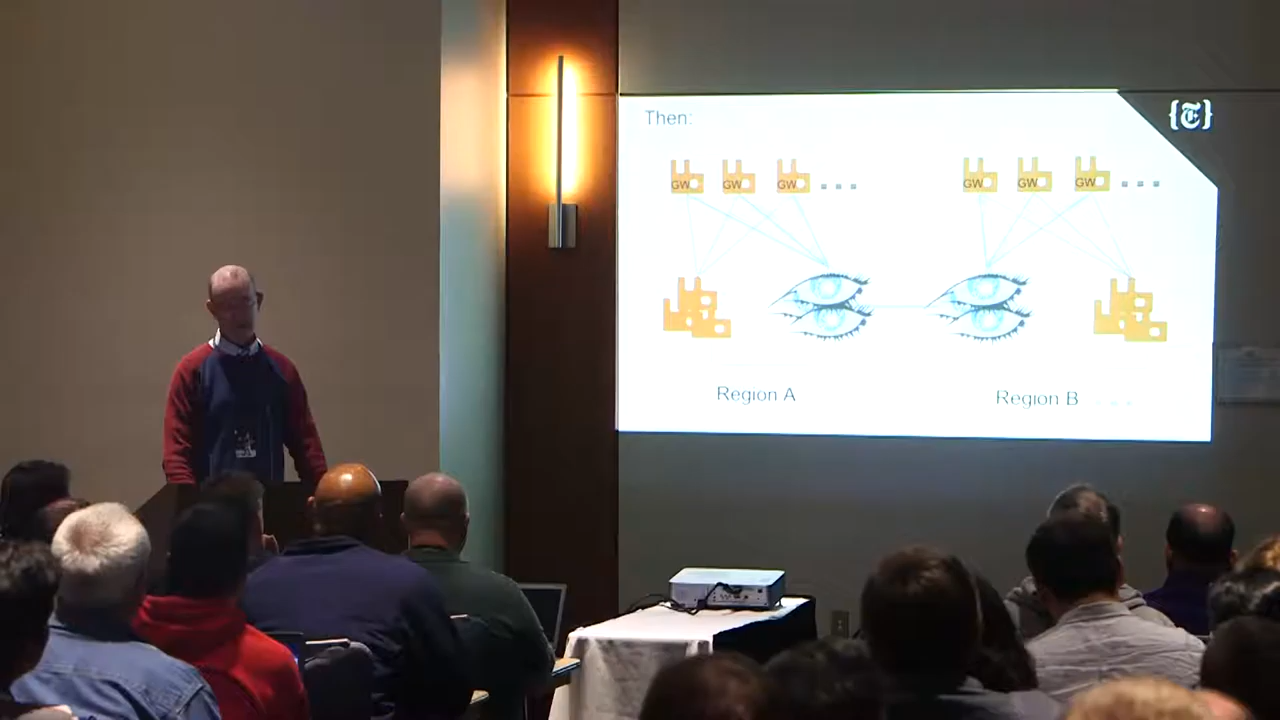 Then:
{T}
GW GW GW ...
GW GW GW ...
Region A
Region B